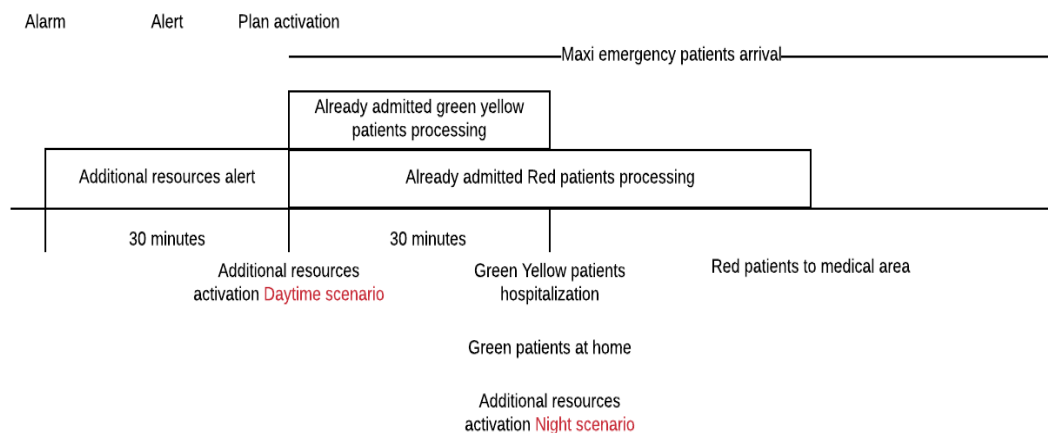 Alarm
Alert
Plan activation
Maxi emergency patients arrival
Already admitted green yellow
patients processing
Additional resources alert
Already admitted Red patients processing
30 minutes
30 minutes
Additional resources
activation Daytime scenario
Green Yellow patients
hospitalization
Red patients to medical area
Green patients at home
Additional resources
activation Night scenario